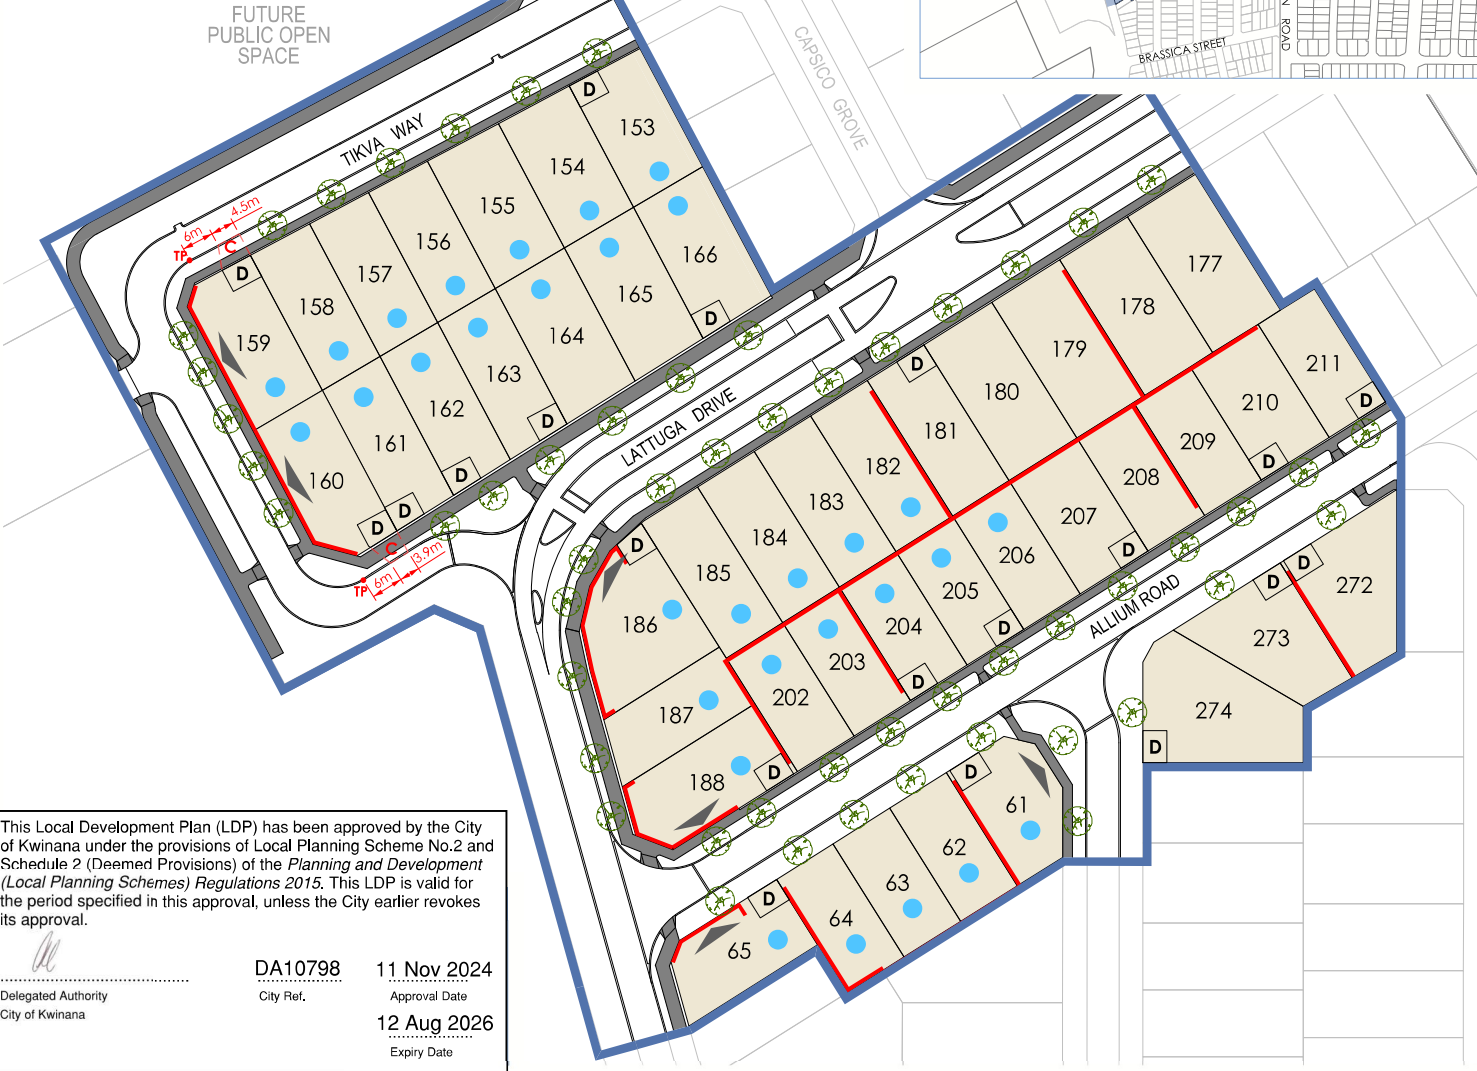 FUTURE
PUBLIC OPEN
SPACE
CAPSICO GROVE
BRASSICA STREET
N ROAD
TIKVA WAY
4.5m
6m
TP
C
D
D
153
154
155
156
157
158
159
166
165
164
163
162
161
160
D
D
D
D
D
C
3.9m
6m
TP
LATTUGA DRIVE
177
178
179
180
D
181
182
183
184
185
D
186
187
188
D
211
D
210
D
209
208
207
D
206
205
D
204
D
203
202
ALLIUM ROAD
D
D
272
273
274
D
61
D
62
63
64
D
65
This Local Development Plan (LDP) has been approved by the City
of Kwinana under the provisions of Local Planning Scheme No.2 and
Schedule 2 (Deemed Provisions) of the Planning and Development
(Local Planning Schemes) Regulations 2015. This LDP is valid for
the period specified in this approval, unless the City earlier revokes
its approval.
DA10798
11 Nov 2024
Delegated Authority
City Ref.
Approval Date
City of Kwinana
12 Aug 2026
Expiry Date